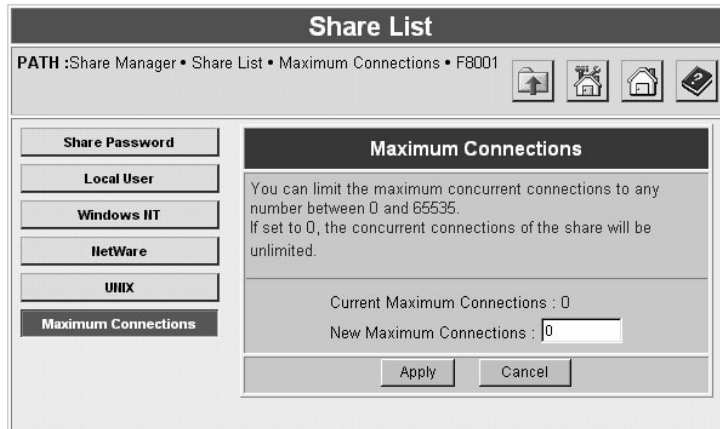 Share List
PATH :Share Manager • Share List • Maximum Connections • F8001
Share Password
Local User
Windows NT
NetWare
UNIX
Maximum Connections
Maximum Connections
You can limit the maximum concurrent connections to any
number between 0 and 65535.
If set to 0, the concurrent connections of the share will be
unlimited.
Current Maximum Connections : 0
New Maximum Connections : 0
Apply Cancel